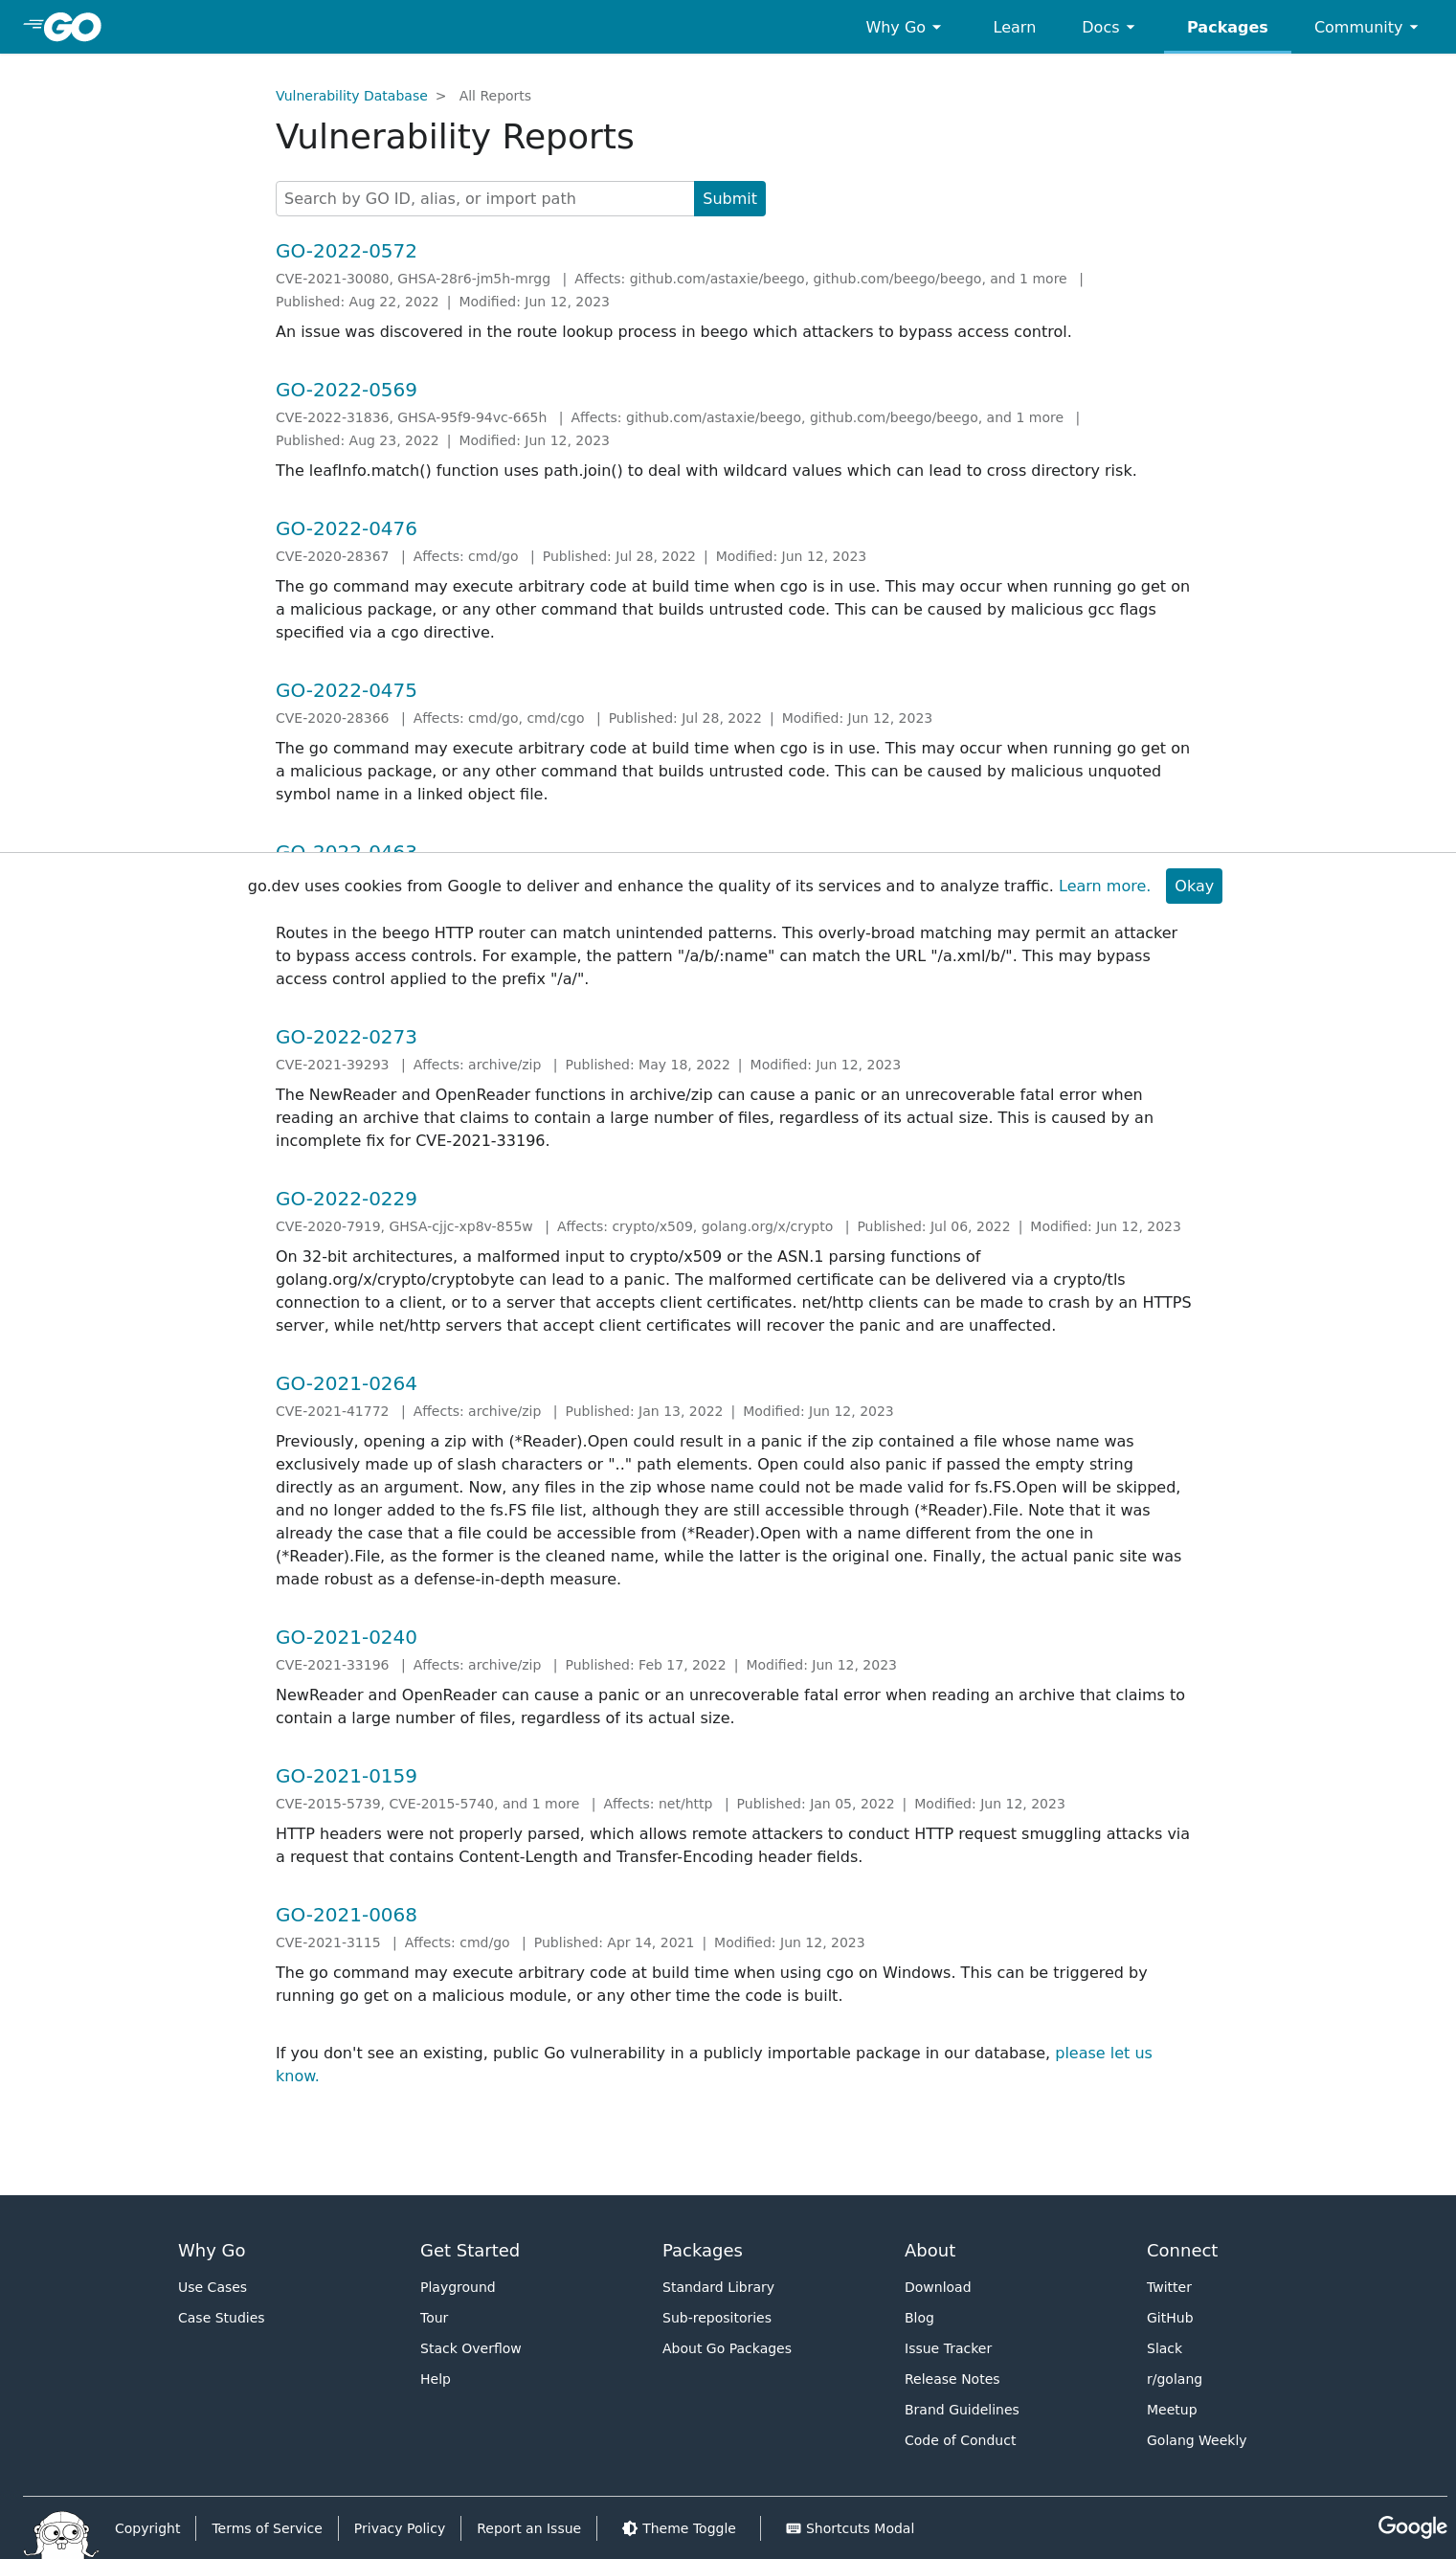 GO
Why Go
Learn
Docs
Packages
Community
Vulnerability Database > All Reports
Vulnerability Reports
Search by GO ID, alias, or import path
Submit
GO-2022-0572
CVE-2021-30080, GHSA-28r6-jm5h-mrgg | Affects: github.com/astaxie/beego, github.com/beego/beego, and 1 more |
Published: Aug 22, 2022 | Modified: Jun 12, 2023
An issue was discovered in the route lookup process in beego which attackers to bypass access control.
GO-2022-0569
CVE-2022-31836, GHSA-95f9-94vc-665h | Affects: github.com/astaxie/beego, github.com/beego/beego, and 1 more |
Published: Aug 23, 2022 | Modified: Jun 12, 2023
The leafInfo.match() function uses path.join() to deal with wildcard values which can lead to cross directory risk.
GO-2022-0476
CVE-2020-28367 | Affects: cmd/go | Published: Jul 28, 2022 | Modified: Jun 12, 2023
The go command may execute arbitrary code at build time when cgo is in use. This may occur when running go get on
a malicious package, or any other command that builds untrusted code. This can be caused by malicious gcc flags
specified via a cgo directive.
GO-2022-0475
CVE-2020-28366 | Affects: cmd/go, cmd/cgo | Published: Jul 28, 2022 | Modified: Jun 12, 2023
The go command may execute arbitrary code at build time when cgo is in use. This may occur when running go get on
a malicious package, or any other command that builds untrusted code. This can be caused by malicious unquoted
symbol name in a linked object file.
GO-2022-0463
go.dev uses cookies from Google to deliver and enhance the quality of its services and to analyze traffic. Learn more. Okay
Routes in the beego HTTP router can match unintended patterns. This overly-broad matching may permit an attacker
to bypass access controls. For example, the pattern "/a/b/:name" can match the URL "/a.xml/b/". This may bypass
access control applied to the prefix "/a/".
GO-2022-0273
CVE-2021-39293 | Affects: archive/zip | Published: May 18, 2022 | Modified: Jun 12, 2023
The NewReader and OpenReader functions in archive/zip can cause a panic or an unrecoverable fatal error when
reading an archive that claims to contain a large number of files, regardless of its actual size. This is caused by an
incomplete fix for CVE-2021-33196.
GO-2022-0229
CVE-2020-7919, GHSA-cjjc-xp8v-855w | Affects: crypto/x509, golang.org/x/crypto | Published: Jul 06, 2022 | Modified: Jun 12, 2023
On 32-bit architectures, a malformed input to crypto/x509 or the ASN.1 parsing functions of
golang.org/x/crypto/cryptobyte can lead to a panic. The malformed certificate can be delivered via a crypto/tls
connection to a client, or to a server that accepts client certificates. net/http clients can be made to crash by an HTTPS
server, while net/http servers that accept client certificates will recover the panic and are unaffected.
GO-2021-0264
CVE-2021-41772 | Affects: archive/zip | Published: Jan 13, 2022 | Modified: Jun 12, 2023
Previously, opening a zip with (*Reader).Open could result in a panic if the zip contained a file whose name was
exclusively made up of slash characters or ".." path elements. Open could also panic if passed the empty string
directly as an argument. Now, any files in the zip whose name could not be made valid for fs.FS.Open will be skipped,
and no longer added to the fs.FS file list, although they are still accessible through (*Reader).File. Note that it was
already the case that a file could be accessible from (*Reader).Open with a name different from the one in
(*Reader).File, as the former is the cleaned name, while the latter is the original one. Finally, the actual panic site was
made robust as a defense-in-depth measure.
GO-2021-0240
CVE-2021-33196 | Affects: archive/zip | Published: Feb 17, 2022 | Modified: Jun 12, 2023
NewReader and OpenReader can cause a panic or an unrecoverable fatal error when reading an archive that claims to
contain a large number of files, regardless of its actual size.
GO-2021-0159
CVE-2015-5739, CVE-2015-5740, and 1 more | Affects: net/http | Published: Jan 05, 2022 | Modified: Jun 12, 2023
HTTP headers were not properly parsed, which allows remote attackers to conduct HTTP request smuggling attacks via
a request that contains Content-Length and Transfer-Encoding header fields.
GO-2021-0068
CVE-2021-3115 | Affects: cmd/go | Published: Apr 14, 2021 | Modified: Jun 12, 2023
The go command may execute arbitrary code at build time when using cgo on Windows. This can be triggered by
running go get on a malicious module, or any other time the code is built.
If you don't see an existing, public Go vulnerability in a publicly importable package in our database, please let us
know.
Why Go
Use Cases
Case Studies
Get Started
Playground
Tour
Stack Overflow
Help
Packages
Standard Library
Sub-repositories
About Go Packages
About
Download
Blog
Issue Tracker
Release Notes
Brand Guidelines
Code of Conduct
Connect
Twitter
GitHub
Slack
r/golang
Meetup
Golang Weekly
Copyright
Terms of Service
Privacy Policy
Report an Issue
Theme Toggle
Shortcuts Modal
Google